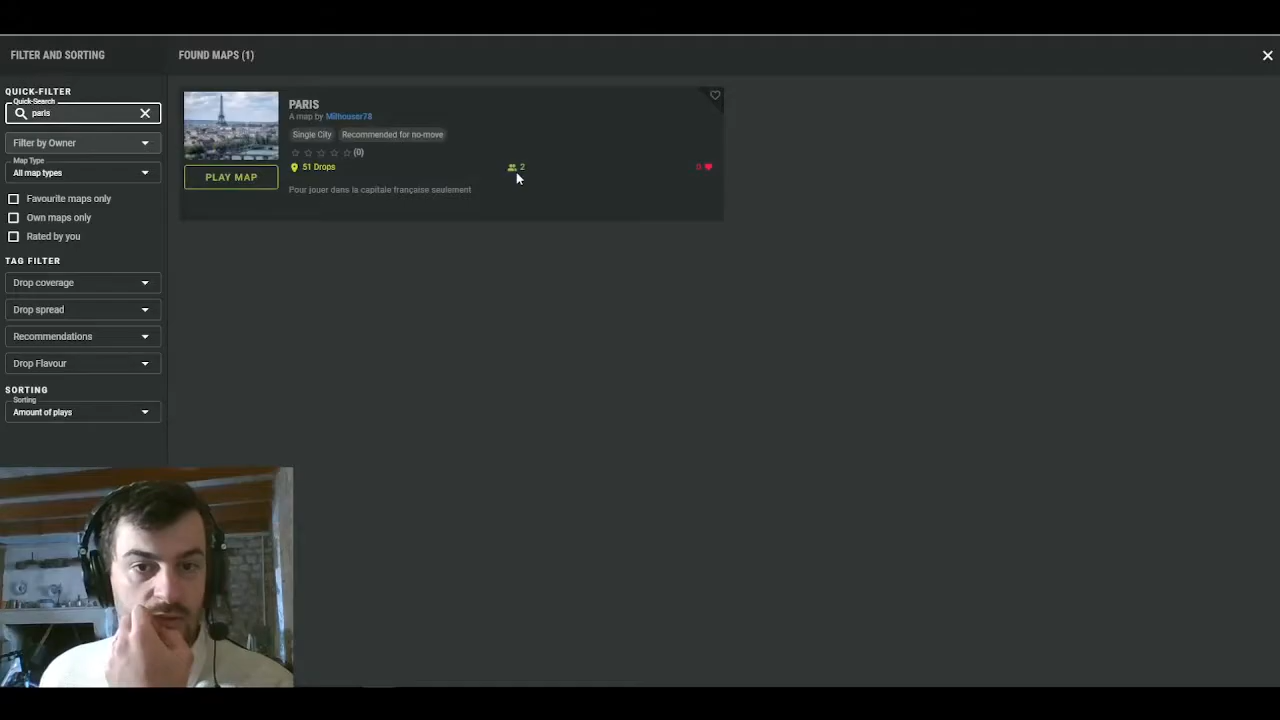 FILTER AND SORTING
FOUND MAPS (1)
QUICK-FILTER
Quick-Search
paris
Filter by Owner
Map Type
All map types
Favourite maps only
Own maps only
Rated by you
TAG FILTER
Drop coverage
Drop spread
Recommendations
Drop Flavour
SORTING
Sorting
Amount of plays
PARIS
A map by Milhouser78
Single City
Recommended for no-move
(0)
51 Drops
2
0
PLAY MAP
Pour jouer dans la capitale française seulement